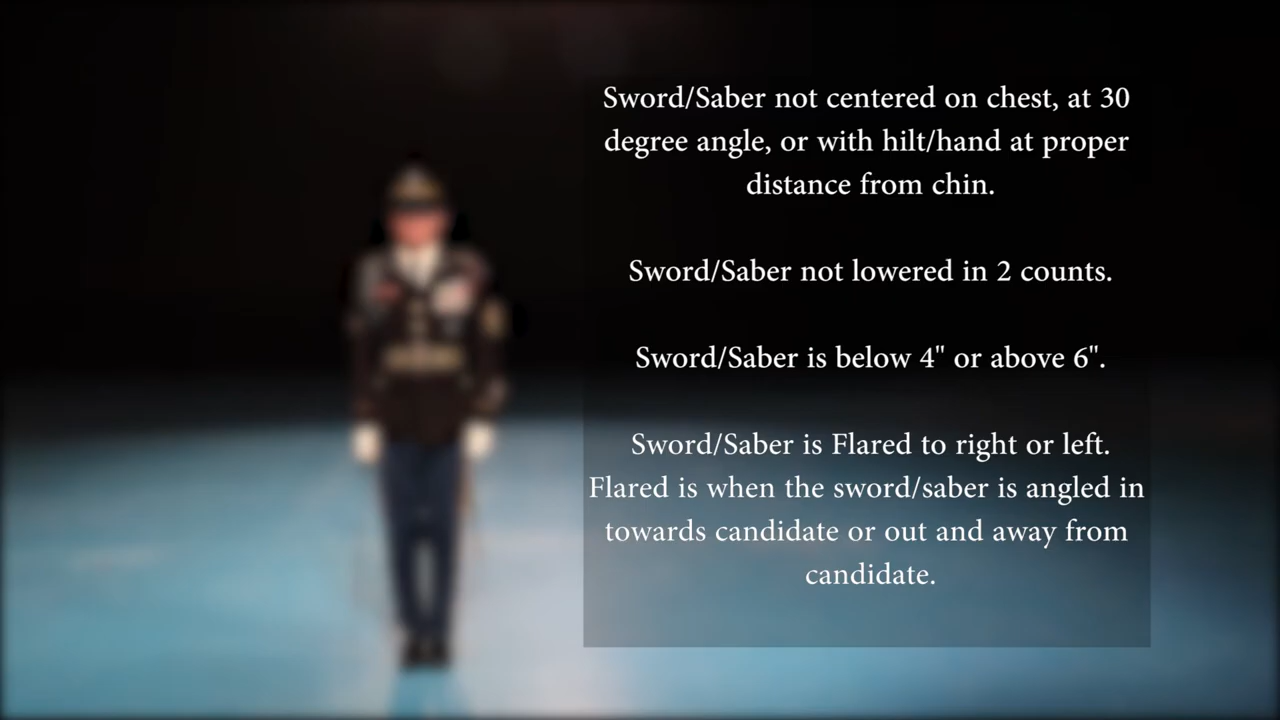 Sword/Saber not centered on chest, at 30
degree angle, or with hilt/hand at proper
distance from chin.
Sword/Saber not lowered in 2 counts.
Sword/Saber is below 4" or above 6".
Sword/Saber is Flared to right or left.
Flared is when the sword/saber is angled in
towards candidate or out and away from
candidate.